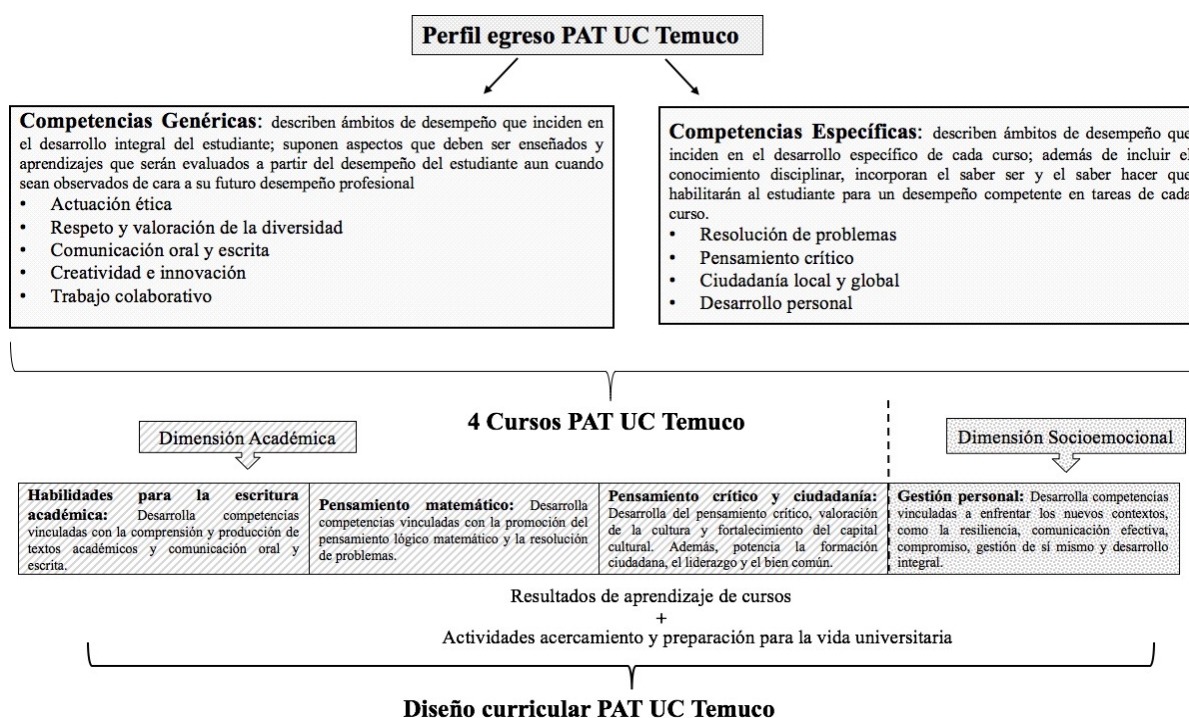 Perfil egreso PAT UC Temuco
Competencias Genéricas: describen ámbitos de desempeño que inciden en
el desarrollo integral del estudiante; suponen aspectos que deben ser enseñados y
aprendizajes que serán evaluados a partir del desempeño del estudiante aun cuando
sean observados de cara a su futuro desempeño profesional
• Actuación ética
• Respeto y valoración de la diversidad
• Comunicación oral y escrita
• Creatividad e innovación
• Trabajo colaborativo
Competencias Específicas: describen ámbitos de desempeño que
inciden en el desarrollo específico de cada curso; además de incluir el
conocimiento disciplinar, incorporan el saber ser y el saber hacer que
habilitarán al estudiante para un desempeño competente en tareas de cada
curso.
• Resolución de problemas
• Pensamiento crítico
• Ciudadanía local y global
• Desarrollo personal
4 Cursos PAT UC Temuco
Dimensión Académica
Dimensión Socioemocional
Habilidades para la escritura
académica: Desarrolla competencias
vinculadas con la comprensión y producción de
textos académicos y comunicación oral y
escrita.
Pensamiento matemático: Desarrolla
competencias vinculadas con la promoción del
pensamiento lógico matemático y la resolución
de problemas.
Pensamiento crítico y ciudadanía:
Desarrolla del pensamiento crítico, valoración
de la cultura y fortalecimiento del capital
cultural. Además, potencia la formación
ciudadana, el liderazgo y el bien común.
Gestión personal: Desarrolla competencias
vinculadas a enfrentar los nuevos contextos,
como la resiliencia, comunicación efectiva,
compromiso, gestión de sí mismo y desarrollo
integral.
Resultados de aprendizaje de cursos
+
Actividades acercamiento y preparación para la vida universitaria
Diseño curricular PAT UC Temuco